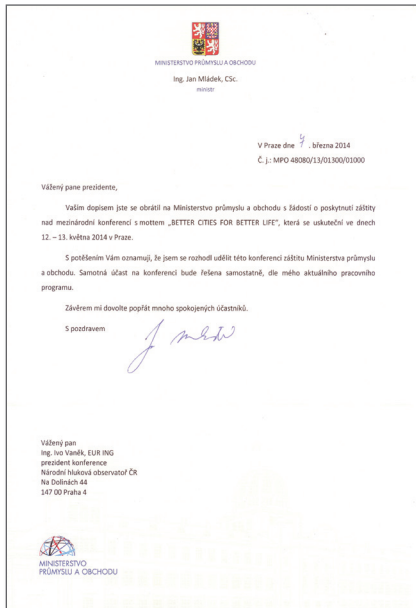 MINISTERSTVO PRŮMYSLU A OBCHODU
Ing. Jan Mládek, CSc.
ministr
V Praze dne . března 2014
Č. j.: MPO 48080/13/01300/01000
Vážený pane prezidente,
Vaším dopisem jste se obrátil na Ministerstvo průmyslu a obchodu s žádostí o poskytnutí záštity
nad mezinárodní konferencí s mottem „BETTER CITIES FOR BETTER LIFE“, která se uskuteční ve dnech
12. – 13. května 2014 v Praze.
S potěšením Vám oznamuji, že jsem se rozhodl udělit této konferenci záštitu Ministerstva průmyslu
a obchodu. Samotná účast na konferenci bude řešena samostatně, dle mého aktuálního pracovního
programu.
Závěrem mi dovolte popřát mnoho spokojených účastníků.
S pozdravem
Vážený pan
Ing. Ivo Vaněk, EUR ING
prezident konference
Národní hluková observatoř ČR
Na Dolinách 44
147 00 Praha 4
MINISTERSTVO
PRŮMYSLU A OBCHODU